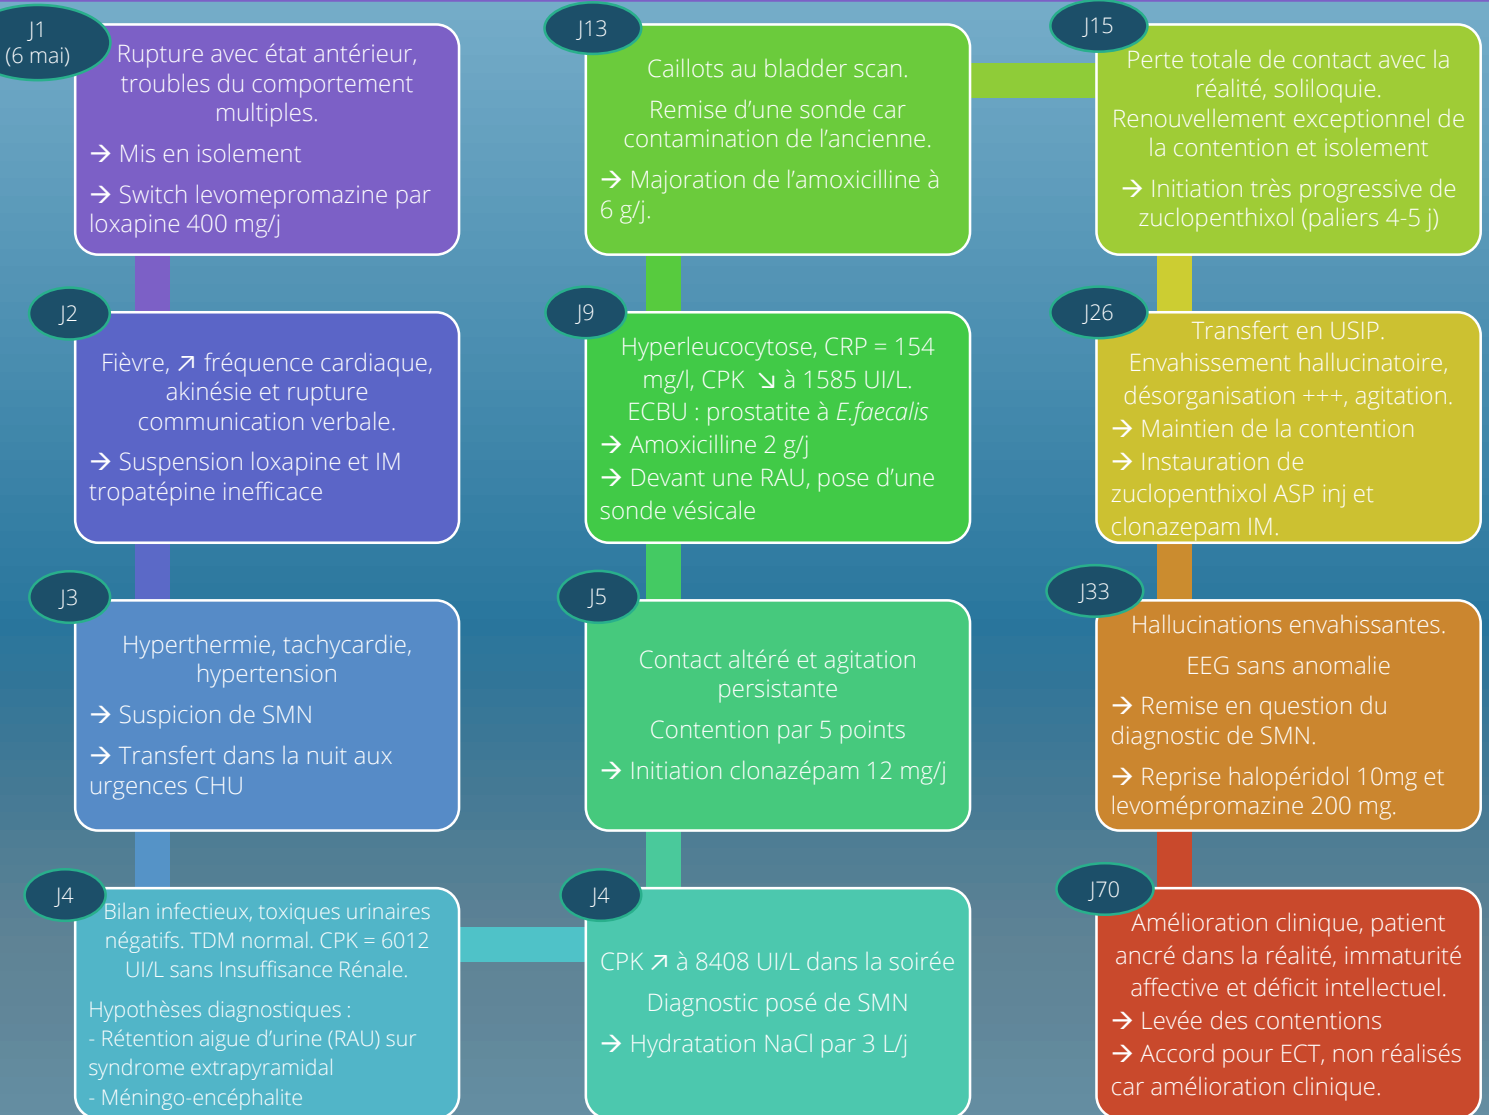 J1
(6 mai)
Rupture avec état antérieur,
troubles du comportement
multiples.
→ Mis en isolement
→ Switch levomepromazine par
loxapine 400 mg/j
J2
Fièvre, ↗ fréquence cardiaque,
akinésie et rupture
communication verbale.
→ Suspension loxapine et IM
tropatépine inefficace
J3
Hyperthermie, tachycardie,
hypertension
→ Suspicion de SMN
→ Transfert dans la nuit aux
urgences CHU
J4
Bilan infectieux, toxiques urinaires
négatifs. TDM normal. CPK = 6012
UI/L sans Insuffisance Rénale.
Hypothèses diagnostiques :
- Rétention aigue d'urine (RAU) sur
syndrome extrapyramidal
- Méningo-encéphalite
J4
CPK ↗ à 8408 UI/L dans la soirée
Diagnostic posé de SMN
→ Hydratation NaCl par 3 L/j
J5
Contact altéré et agitation
persistante
Contention par 5 points
→ Initiation clonazépam 12 mg/j
J9
Hyperleucocytose, CRP = 154
mg/l, CPK ↘ à 1585 UI/L.
ECBU : prostatite à E.faecalis
→ Amoxicilline 2 g/j
→ Devant une RAU, pose d'une
sonde vésicale
J13
Caillots au bladder scan.
Remise d'une sonde car
contamination de l'ancienne.
→ Majoration de l'amoxicilline à
6 g/j.
J15
Perte totale de contact avec la
réalité, soliloquie.
Renouvellement exceptionnel de
la contention et isolement
→ Initiation très progressive de
zuclopenthixol (paliers 4-5 j)
J26
Transfert en USIP.
Envahissement hallucinatoire,
désorganisation +++, agitation.
→ Maintien de la contention
→ Instauration de
zuclopenthixol ASP inj et
clonazepam IM.
J33
Hallucinations envahissantes.
EEG sans anomalie
→ Remise en question du
diagnostic de SMN.
→ Reprise halopéridol 10mg et
levomépromazine 200 mg.
J70
Amélioration clinique, patient
ancré dans la réalité, immaturité
affective et déficit intellectuel.
→ Levée des contentions
→ Accord pour ECT, non réalisés
car amélioration clinique.